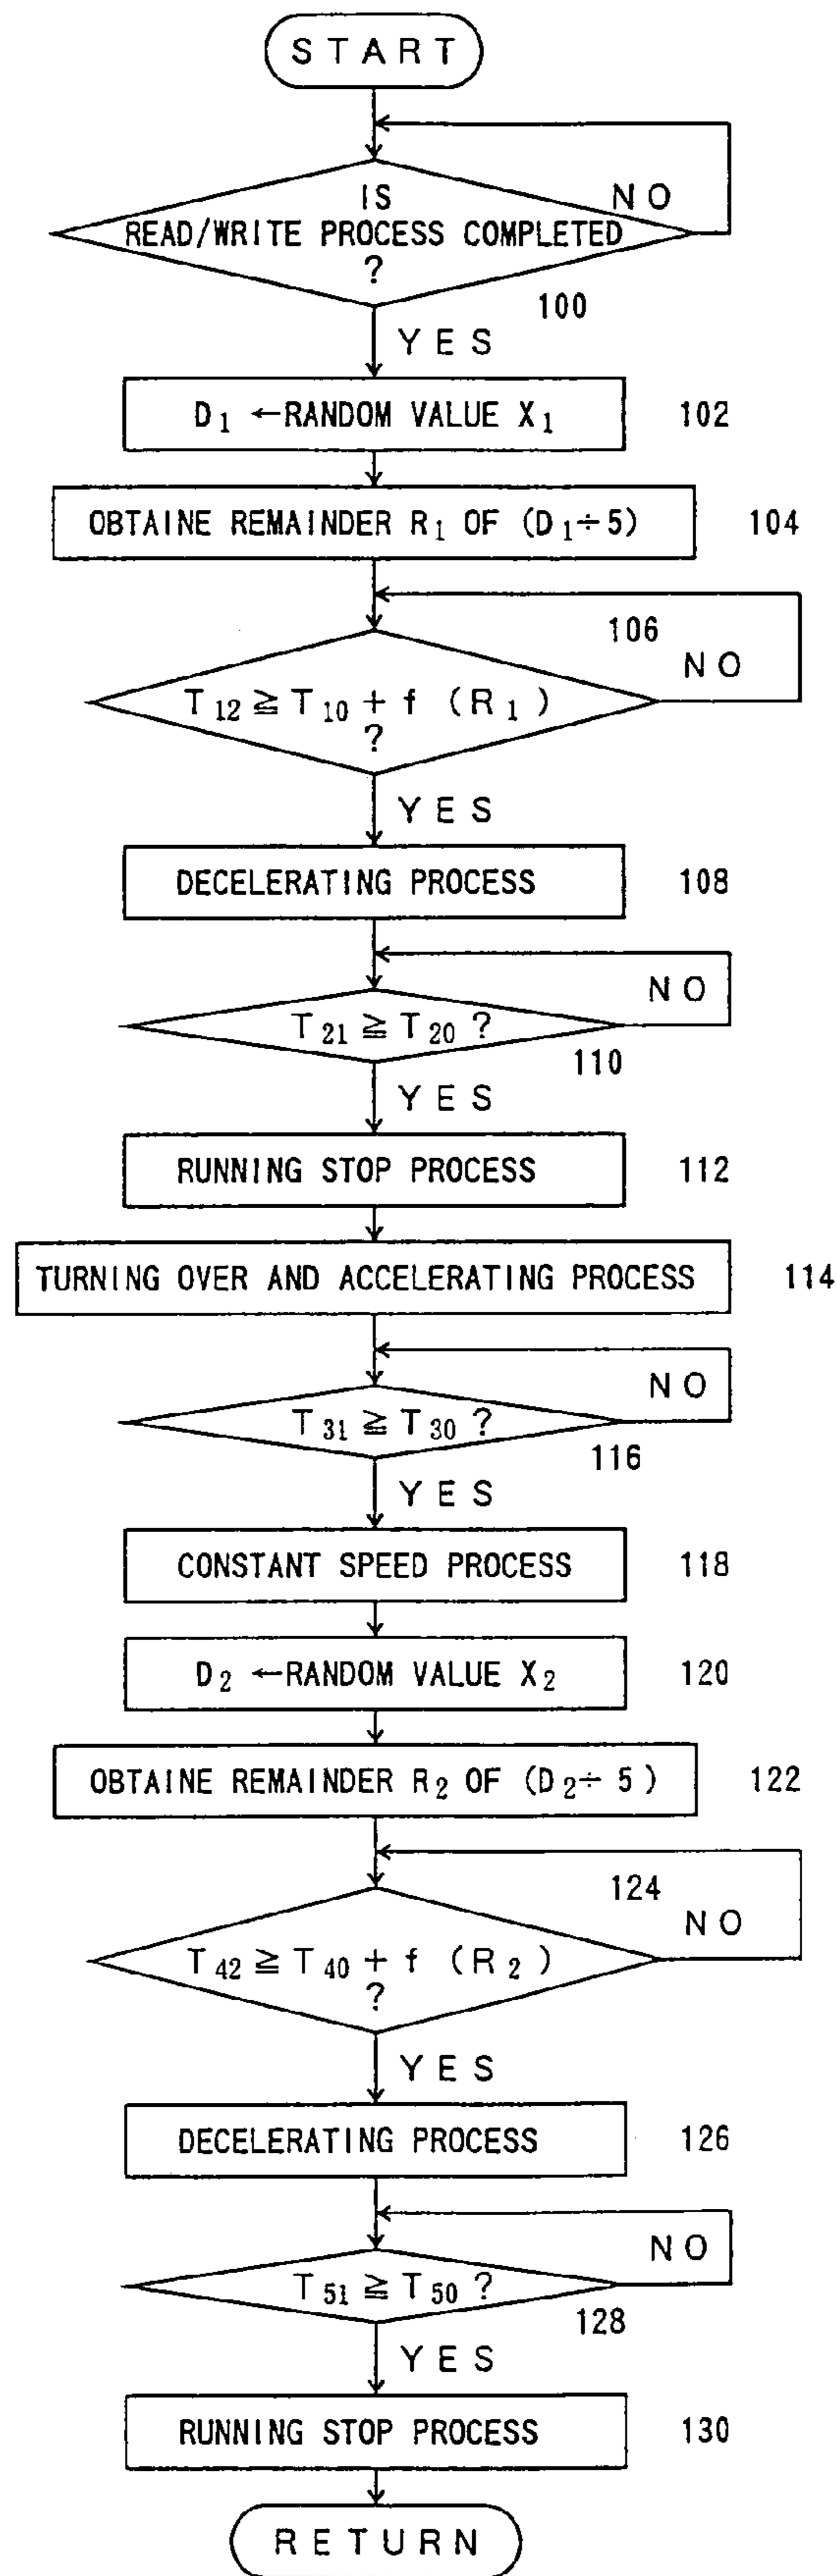 START
IS
NO
READ/WRITE PROCESS COMPLETED
?
100
YES
D₁ ←RANDOM VALUE X₁
102
OBTAINE REMAINDER R₁ OF (D₁÷5)
104
106
NO
T₁₂ ≧ T₁₀ + f (R₁)
?
YES
DECELERATING PROCESS
108
NO
T₂₁ ≧ T₂₀ ?
110
YES
RUNNING STOP PROCESS
112
TURNING OVER AND ACCELERATING PROCESS
114
NO
T₃₁ ≧ T₃₀ ?
116
YES
CONSTANT SPEED PROCESS
118
D₂ ←RANDOM VALUE X₂
120
OBTAINE REMAINDER R₂ OF (D₂÷ 5)
122
124
NO
T₄₂ ≧ T₄₀ + f (R₂)
?
YES
DECELERATING PROCESS
126
NO
T₅₁ ≧ T₅₀ ?
128
YES
RUNNING STOP PROCESS
130
RETURN